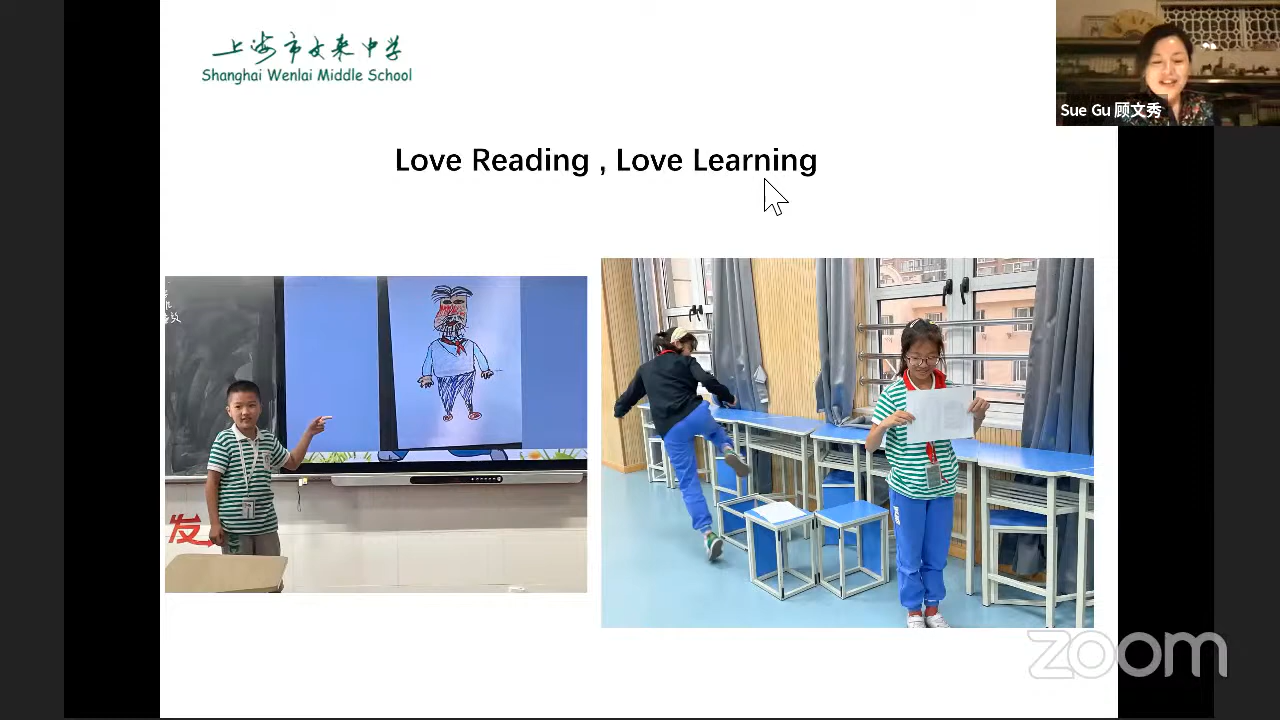 上海市文来中学
Shanghai Wenlai Middle School
Sue Gu 顾文秀
Love Reading , Love Learning
发
zoom